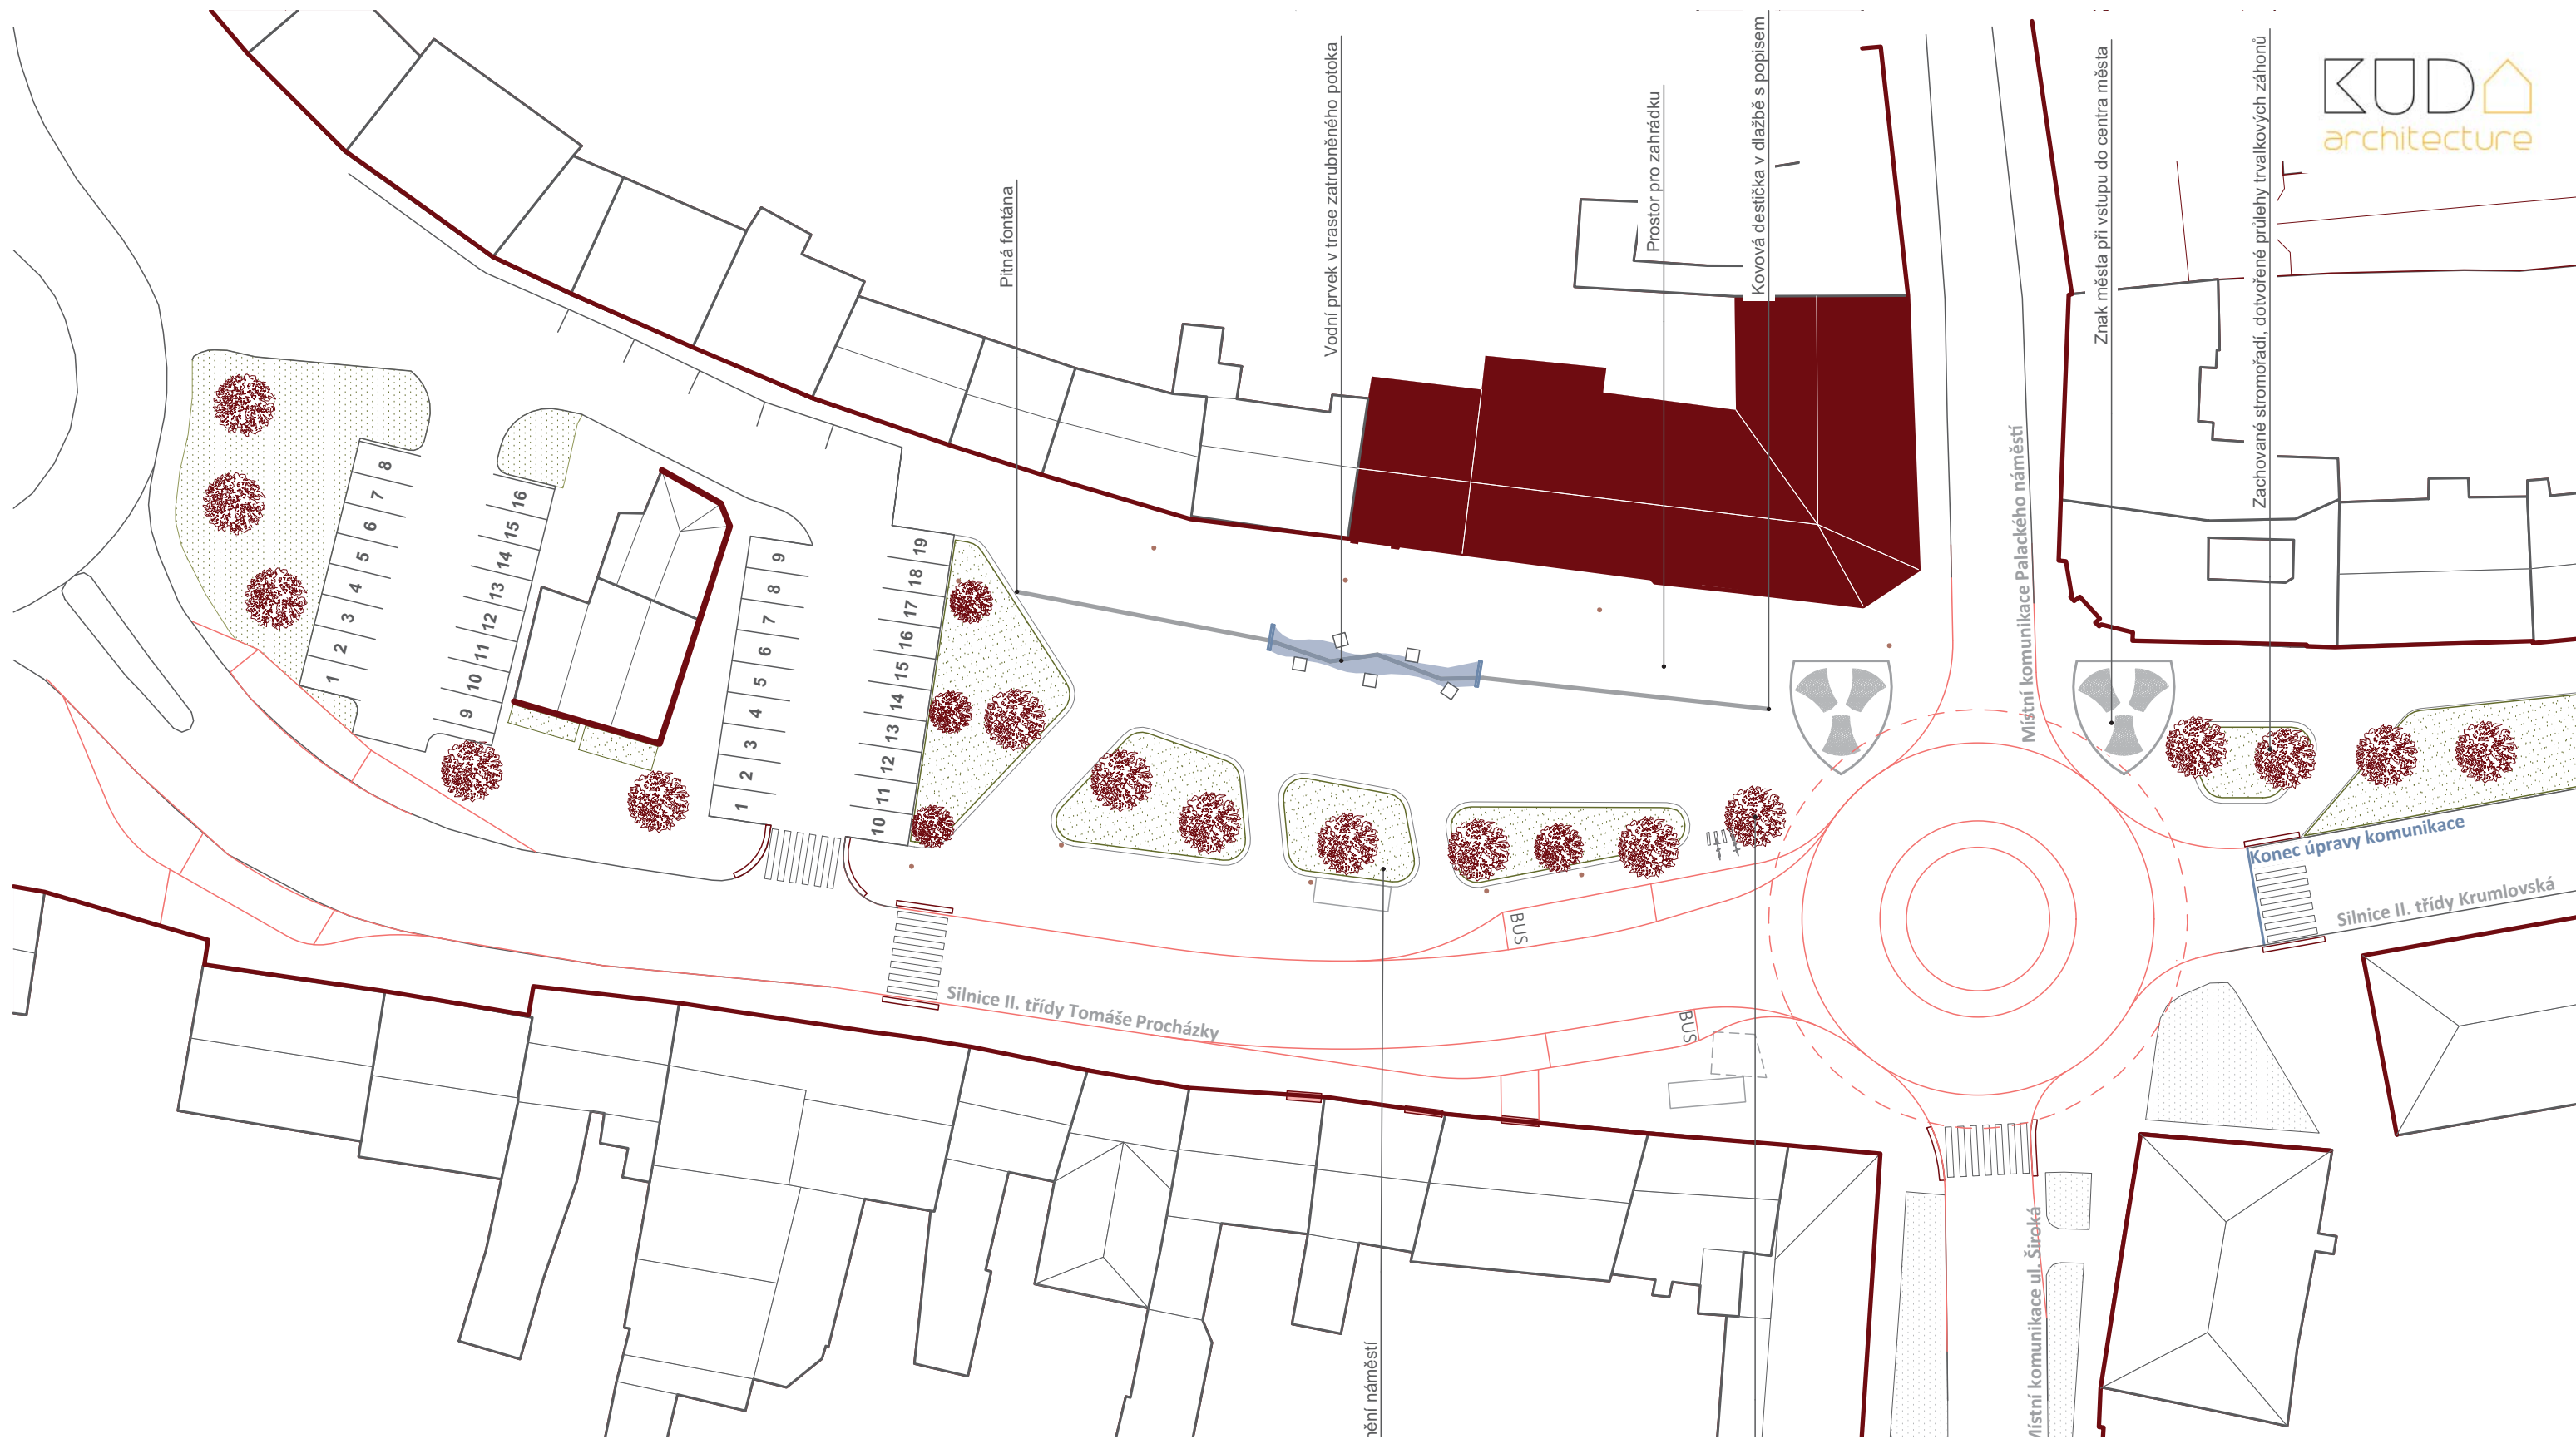 KUDA
architecture
Pitná fontána
Vodní prvek v trase zatrubněného potoka
Prostor pro zahrádku
Kovová destička v dlažbě s popisem
Znak města při vstupu do centra města
Zachované stromořadí, dotvořené průlehy trvalkových záhonů
Místní komunikace Palackého náměstí
8
7
6
5
4
3
2
1
16
15
14
13
12
11
10
9
9
8
7
6
5
4
3
2
1
19
18
17
16
15
14
13
12
11
10
Konec úpravy komunikace
Silnice II. třídy Krumlovská
BUS
Silnice II. třídy Tomáše Procházky
BUS
Místní komunikace ul. Široká
nění náměstí